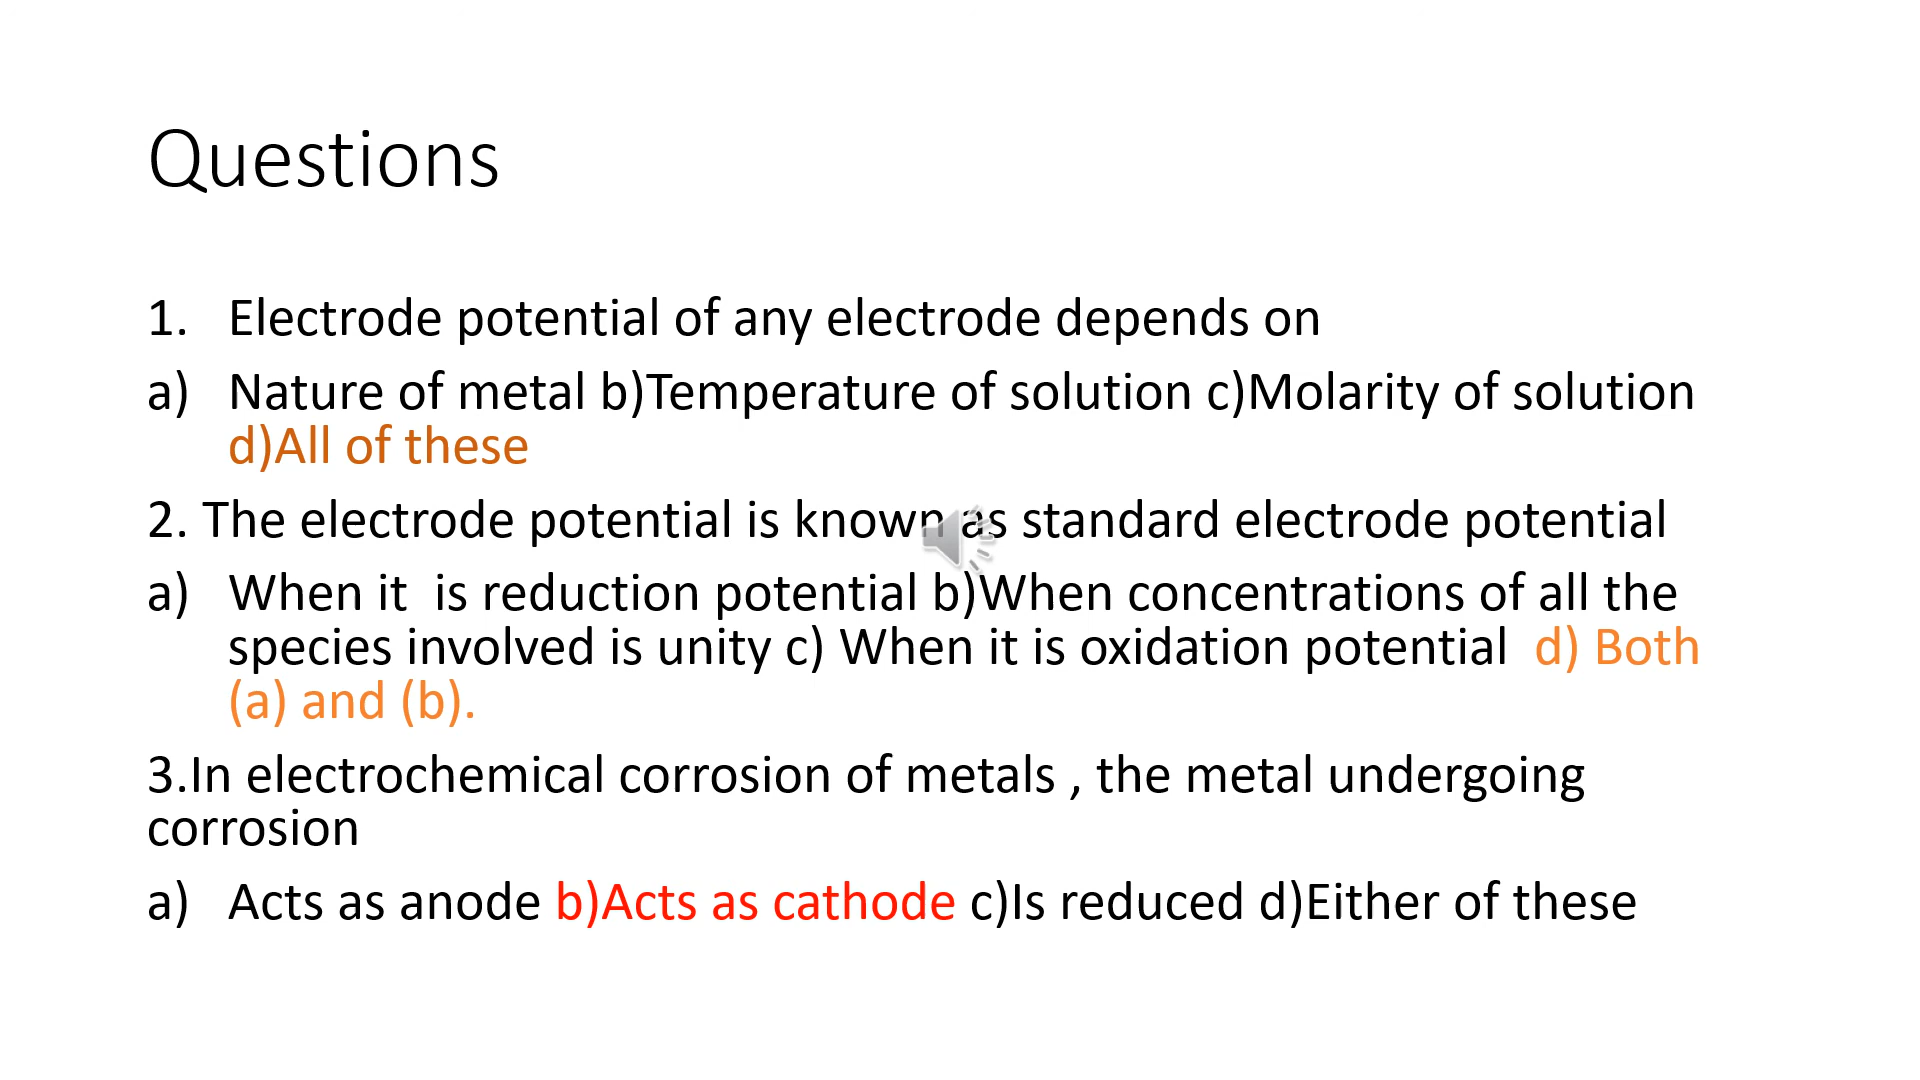 Questions
1. Electrode potential of any electrode depends on
a) Nature of metal b)Temperature of solution c)Molarity of solution
d)All of these
2. The electrode potential is known as standard electrode potential
a) When it  is reduction potential b)When concentrations of all the
species involved is unity c) When it is oxidation potential  d) Both
(a) and (b).
3.In electrochemical corrosion of metals , the metal undergoing
corrosion
a) Acts as anode b)Acts as cathode c)Is reduced d)Either of these